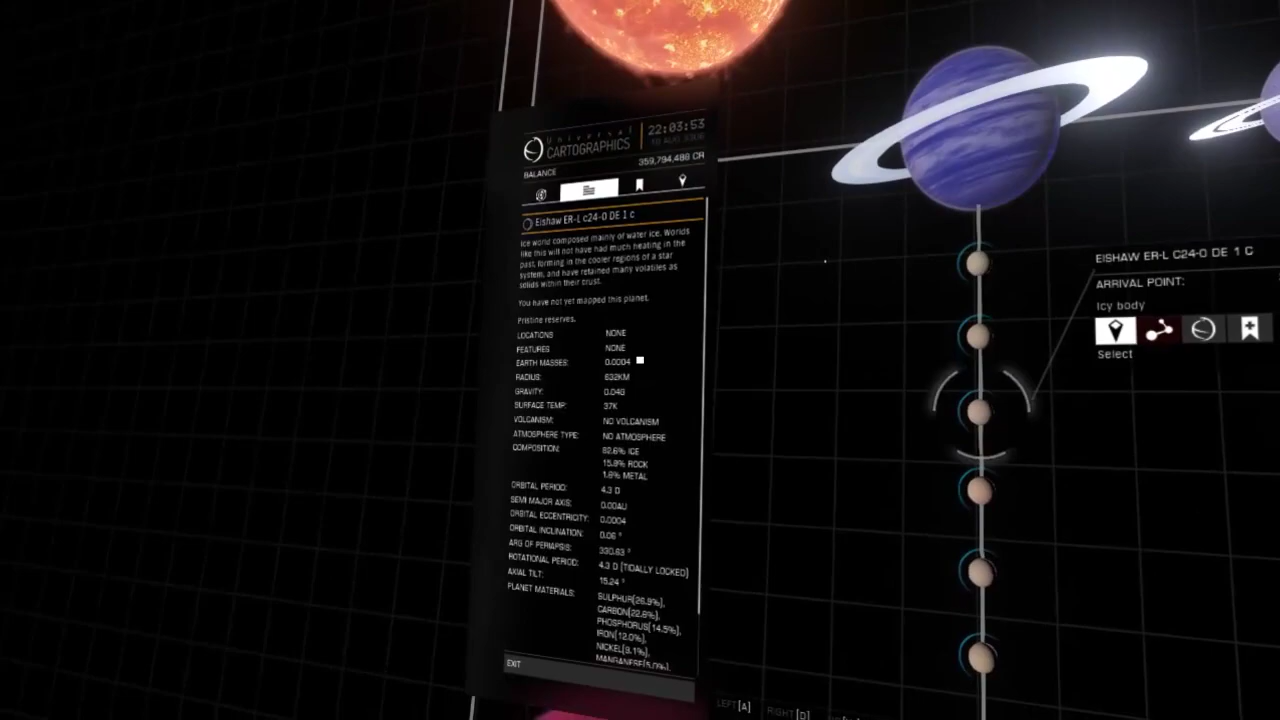 Universal
CARTOGRAPHICS
22:03:53
BALANCE
359,794,488 CR
Eishaw ER-L c24-0 DE 1 c
Ice world composed mainly of water ice. Worlds
like this will not have had much heating in the
past, forming in the cooler regions of a star
system, and have retained many volatiles as
solids within their crust.
You have not yet mapped this planet.
Pristine reserves.
LOCATIONS NONE
FEATURES NONE
EARTH MASSES: 0.0004
RADIUS: 632KM
GRAVITY: 0.04G
SURFACE TEMP: 37K
VOLCANISM: NO VOLCANISM
ATMOSPHERE TYPE: NO ATMOSPHERE
COMPOSITION: 82.6% ICE
15.8% ROCK
1.6% METAL
ORBITAL PERIOD: 4.3 D
SEMI MAJOR AXIS: 0.00AU
ORBITAL ECCENTRICITY: 0.0004
ORBITAL INCLINATION: 0.06 °
ARG OF PERIAPSIS: 330.63 °
ROTATIONAL PERIOD: 4.3 D (TIDALLY LOCKED)
AXIAL TILT: 15.24 °
PLANET MATERIALS: SULPHUR(26.9%),
CARBON(22.6%),
PHOSPHORUS(14.5%),
IRON(12.0%),
NICKEL(9.1%),
MANGANESE(5.0%),
EXIT
EISHAW ER-L C24-0 DE 1 C
ARRIVAL POINT:
Icy body
Select
LEFT[A] RIGHT[D]